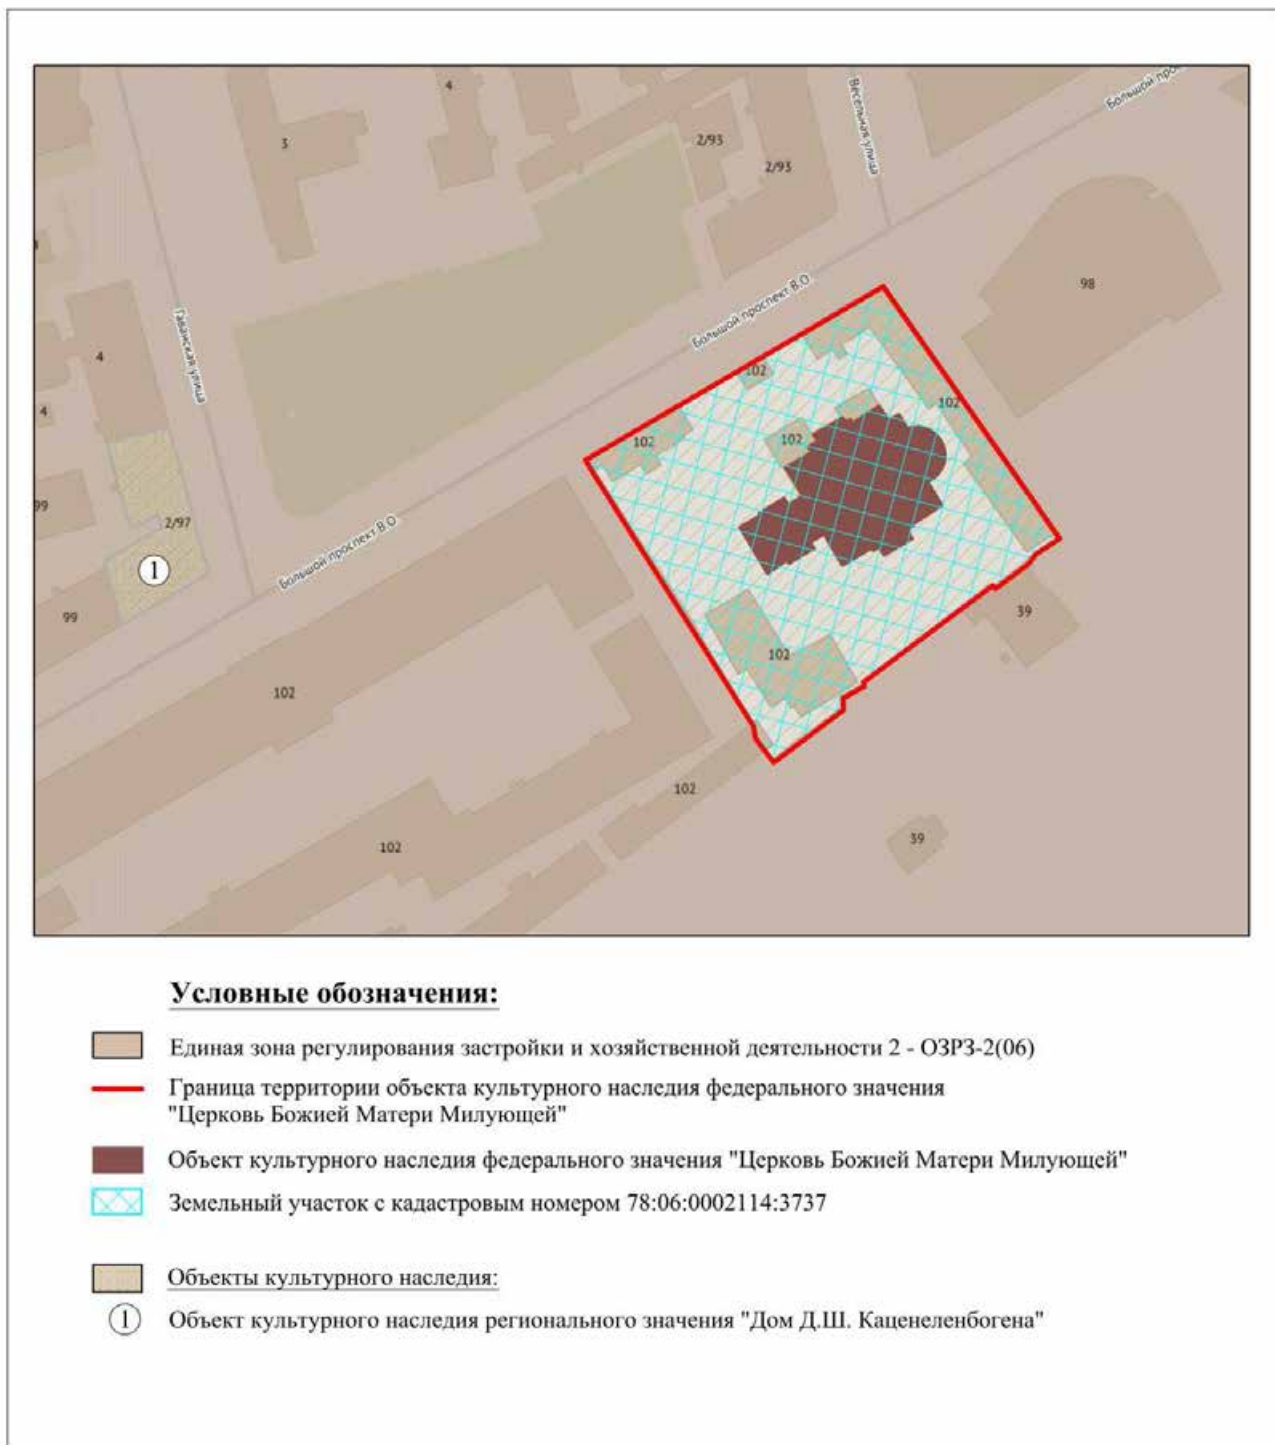 4
3
2/93
2/93
Весельная улица
Большой про
98
Гаванская улица
4
4
Большой проспект В.О
102
102
102
102
99
2/97
1
Большой проспект В.О
99
39
102
102
102
102
39
Условные обозначения:
Единая зона регулирования застройки и хозяйственной деятельности 2 - ОЗРЗ-2(06)
Граница территории объекта культурного наследия федерального значения
"Церковь Божией Матери Милующей"
Объект культурного наследия федерального значения "Церковь Божией Матери Милующей"
Земельный участок с кадастровым номером 78:06:0002114:3737
Объекты культурного наследия:
1 Объект культурного наследия регионального значения "Дом Д.Ш. Каценеленбогена"